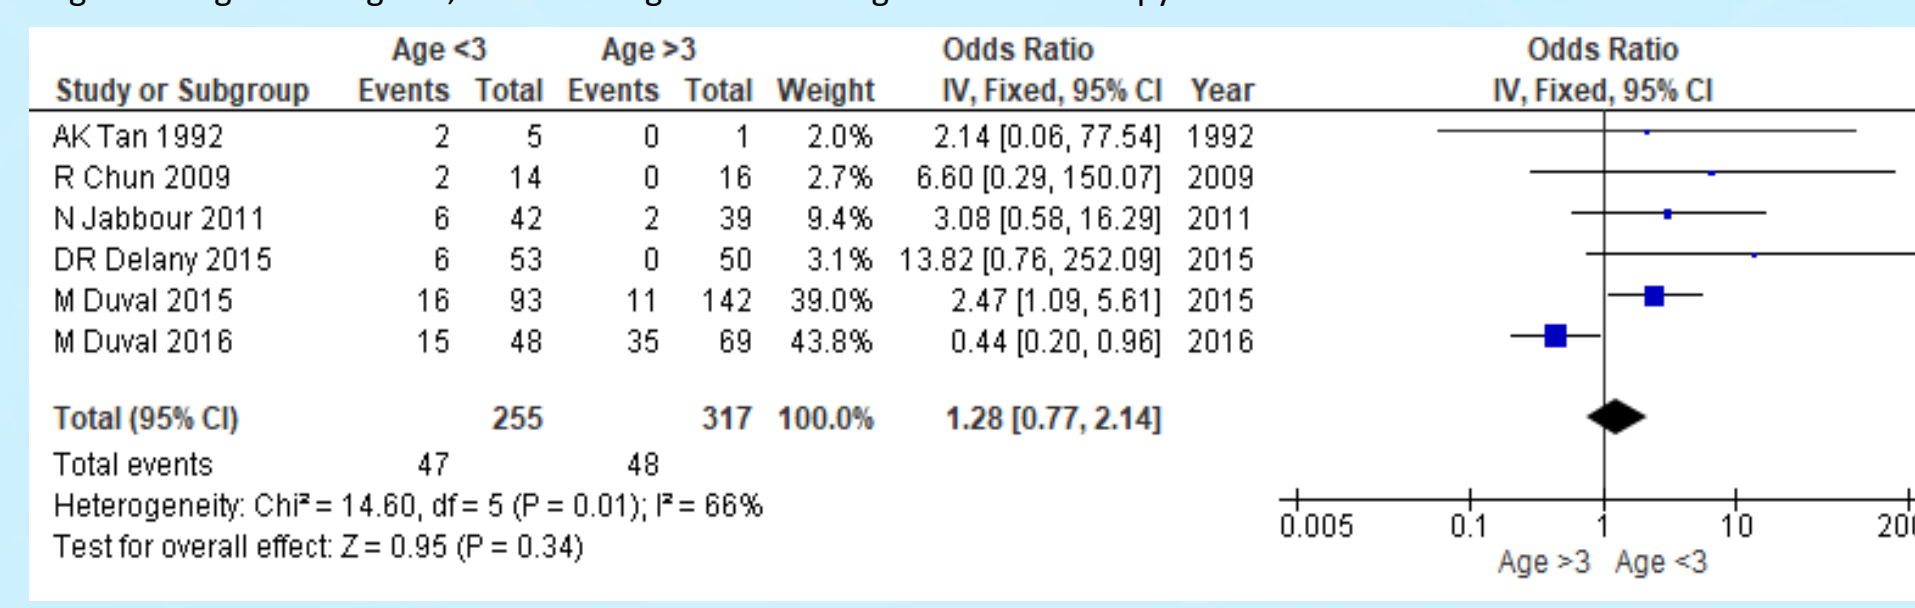 Age <3 Age >3 Odds Ratio Odds Ratio
Study or Subgroup Events Total Events Total Weight IV, Fixed, 95% CI Year IV, Fixed, 95% CI
AK Tan 1992 2 5 0 1 2.0% 2.14 [0.06, 77.54] 1992
R Chun 2009 2 14 0 16 2.7% 6.60 [0.29, 150.07] 2009
N Jabbour 2011 6 42 2 39 9.4% 3.08 [0.58, 16.29] 2011
DR Delany 2015 6 53 0 50 3.1% 13.82 [0.76, 252.09] 2015
M Duval 2015 16 93 11 142 39.0% 2.47 [1.09, 5.61] 2015
M Duval 2016 15 48 35 69 43.8% 0.44 [0.20, 0.96] 2016
Total (95% CI) 255 317 100.0% 1.28 [0.77, 2.14]
Total events 47 48
Heterogeneity: Chi² = 14.60, df = 5 (P = 0.01); I² = 66%
Test for overall effect: Z = 0.95 (P = 0.34)
0.005 0.1 1 10
Age >3 Age <3